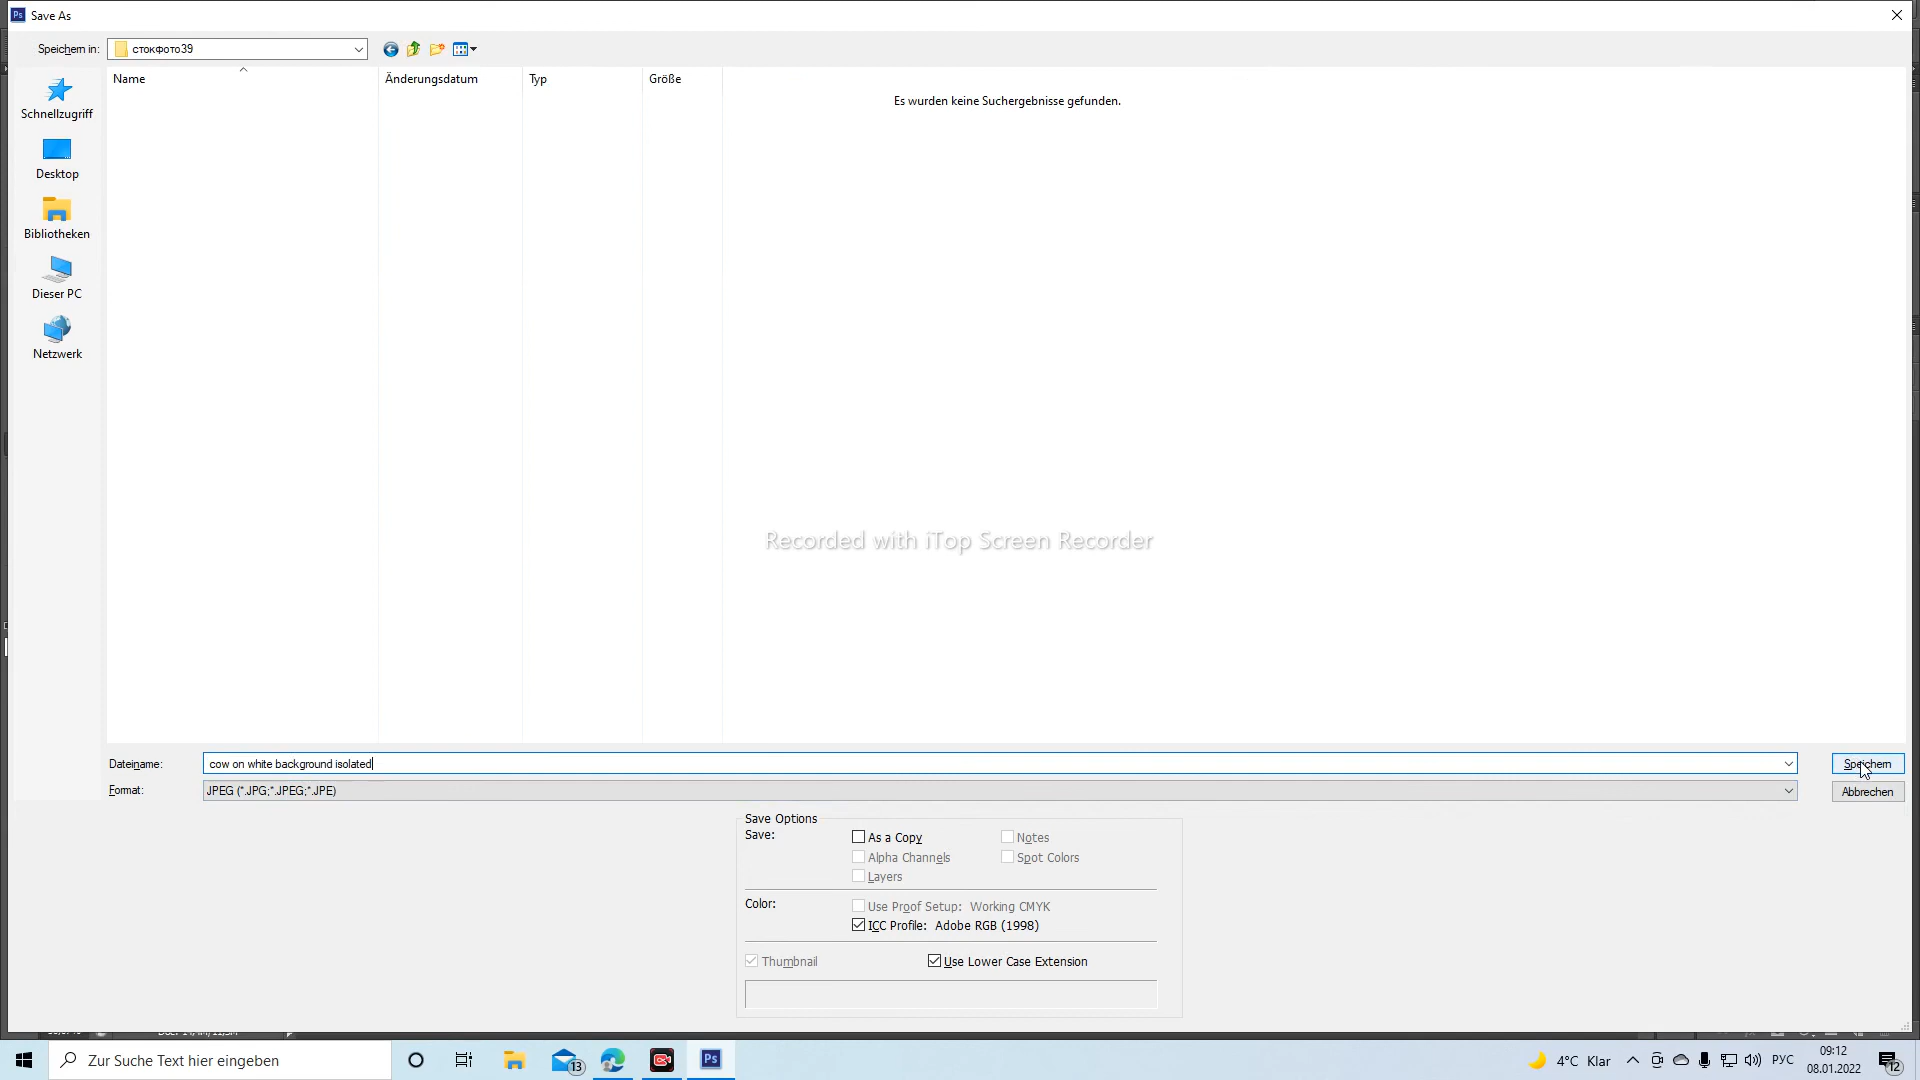 Ps Save As
Speichern in: стокфото39
Name Änderungsdatum Typ Größe
Es wurden keine Suchergebnisse gefunden.
Schnellzugriff
Desktop
Bibliotheken
Dieser PC
Netzwerk
Recorded with iTop Screen Recorder
Dateiname: cow on white background isolated Speichern
Format: JPEG (*.JPG;*.JPEG;*.JPE) Abbrechen
Save Options
Save: As a Copy Notes
Alpha Channels Spot Colors
Layers
Color: Use Proof Setup: Working CMYK
ICC Profile: Adobe RGB (1998)
Thumbnail Use Lower Case Extension
Zur Suche Text hier eingeben 13 Ps 4°C Klar РУС 09:12 12
08.01.2022